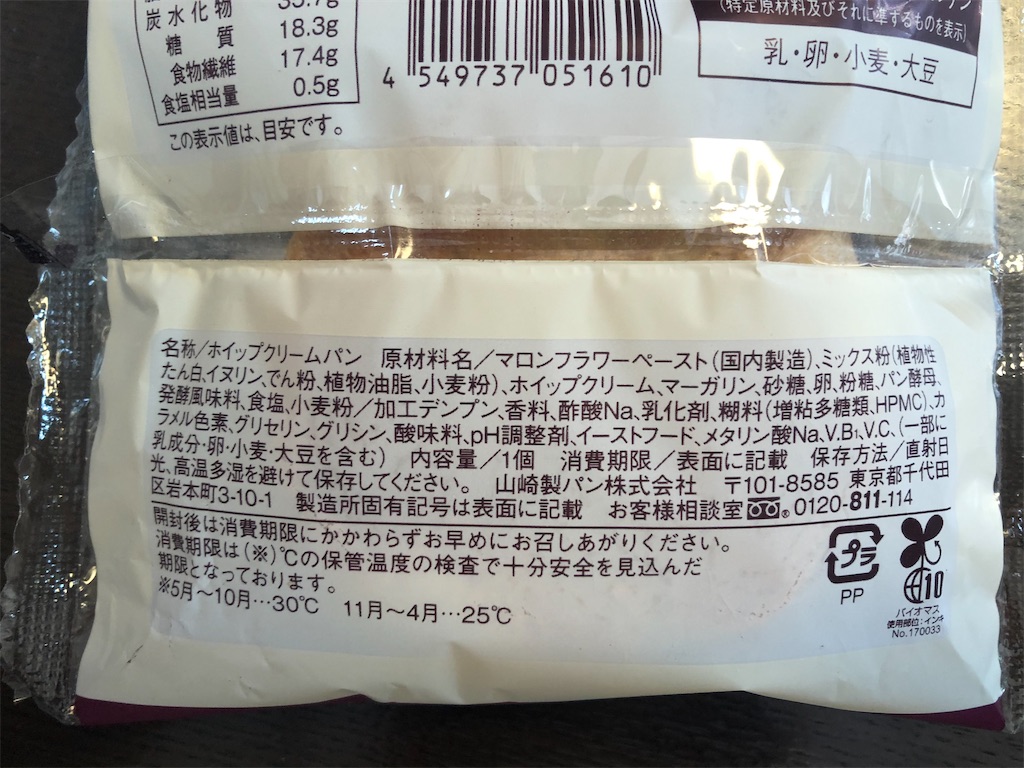 炭水化物
糖質 18.3g
食物繊維 17.4g
食塩相当量 0.5g
この表示値は、目安です。
4 549737 051610
(特定原材料及びそれに準ずるものを表示)
乳・卵・小麦・大豆
名称/ホイップクリームパン 原材料名/マロンフラワーペースト(国内製造)、ミックス粉(植物性
たん白、イヌリン、でん粉、植物油脂、小麦粉)、ホイップクリーム、マーガリン、砂糖、卵、粉糖、パン酵母、
発酵風味料、食塩、小麦粉/加工デンプン、香料、酢酸Na、乳化剤、糊料(増粘多糖類、HPMC)、カ
ラメル色素、グリセリン、グリシン、酸味料、pH調整剤、イーストフード、メタリン酸Na、V.B₁、V.C、(一部に
乳成分・卵・小麦・大豆を含む) 内容量/1個 消費期限/表面に記載 保存方法/直射日
光、高温多湿を避けて保存してください。 山崎製パン株式会社 〒101-8585 東京都千代田
区岩本町3-10-1 製造所固有記号は表面に記載 お客様相談室 0120-811-114
開封後は消費期限にかかわらずお早めにお召しあがりください。
消費期限は(※)℃の保管温度の検査で十分安全を見込んだ
期限となっております。
※5月〜10月…30℃ 11月〜4月…25℃
プラ
PP
10
バイオマス
使用部位:インキ
No.170033